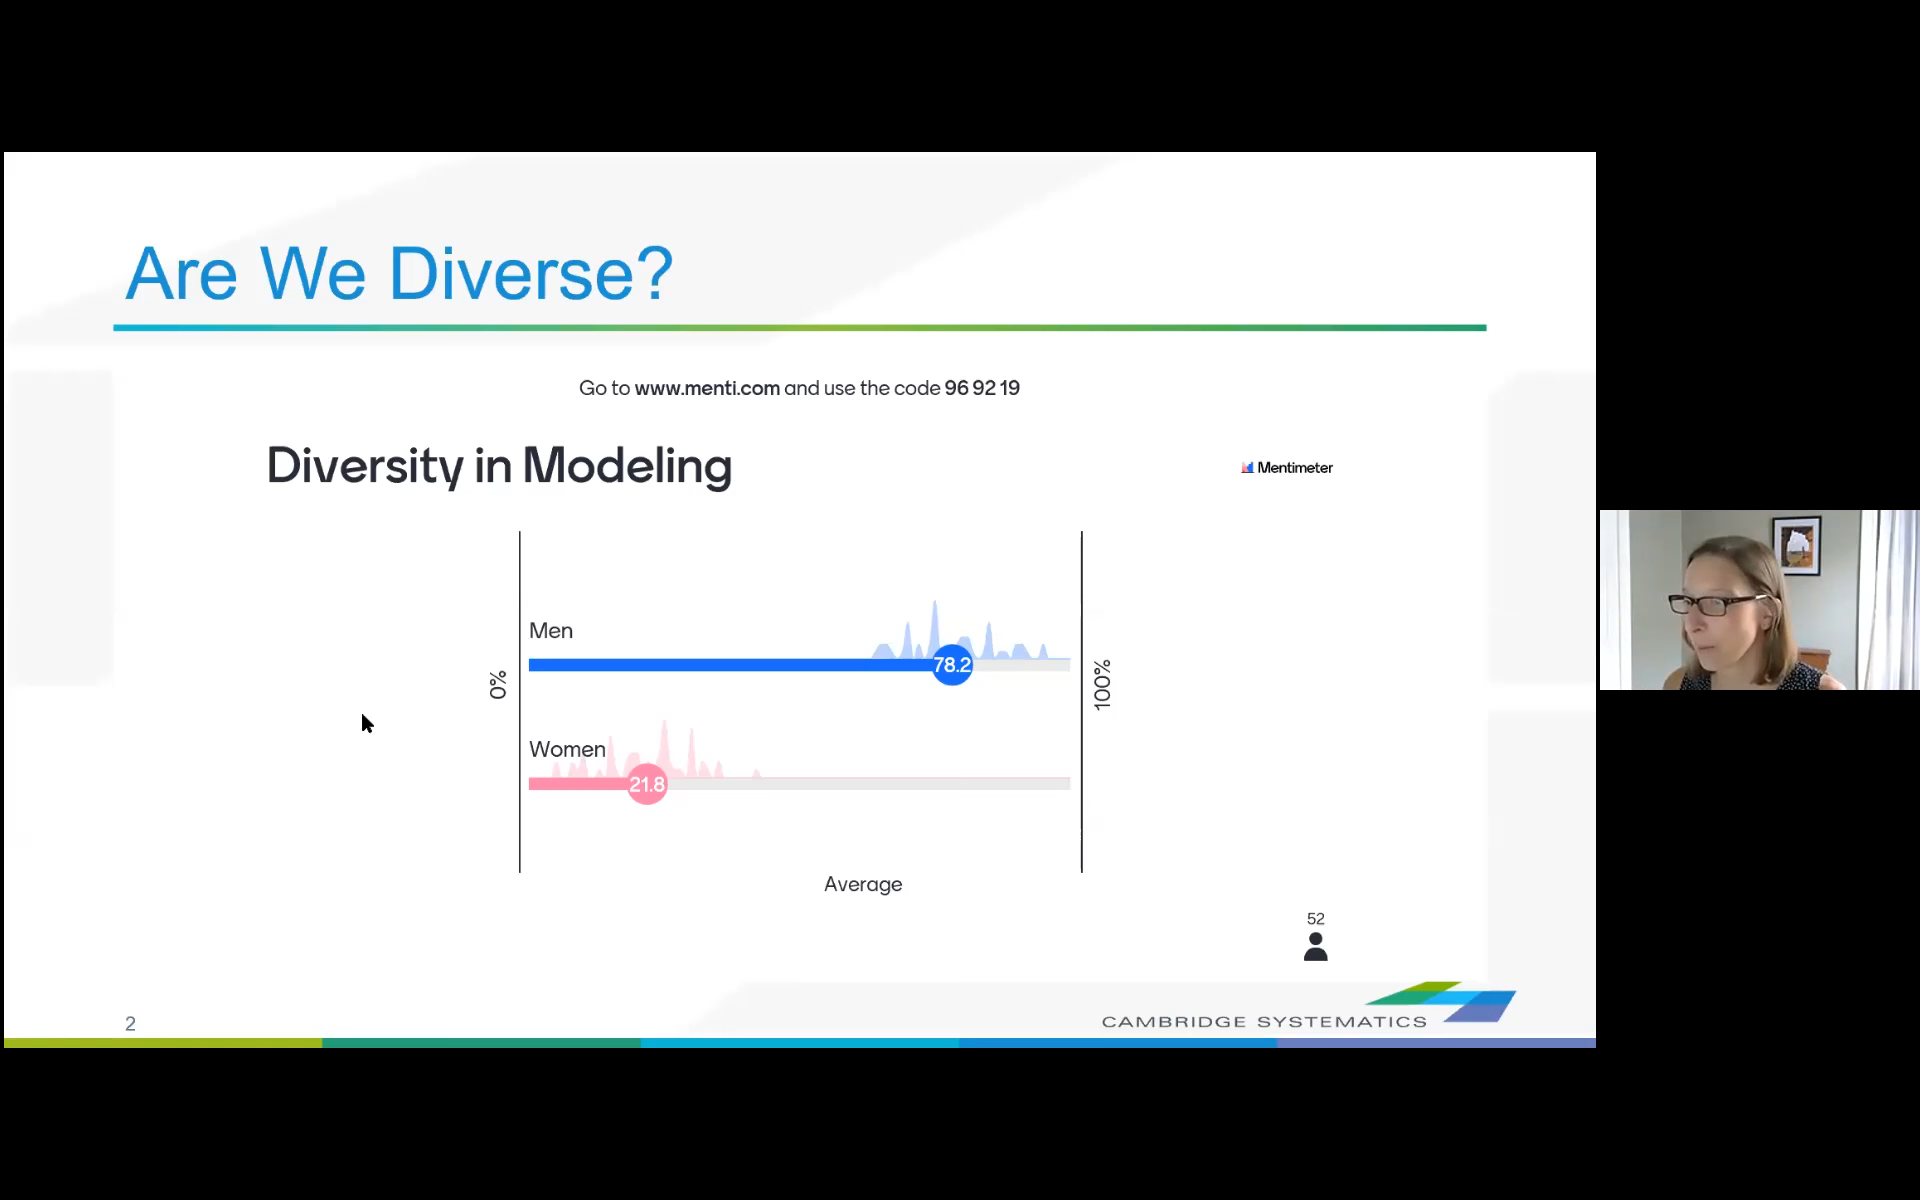 Are We Diverse?
Go to www.menti.com and use the code 96 92 19
Diversity in Modeling
Mentimeter
Men
78.2
0%
100%
Women
21.8
Average
52
2
CAMBRIDGE SYSTEMATICS